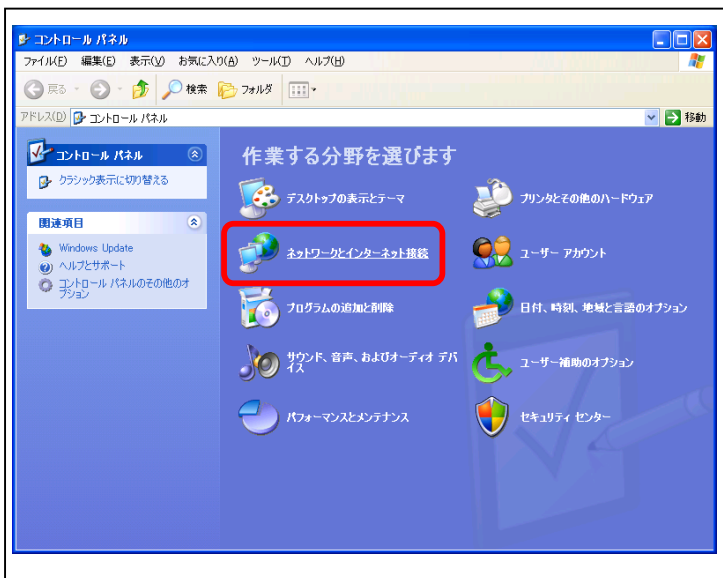 コントロール パネル
ファイル(F) 編集(E) 表示(V) お気に入り(A) ツール(T) ヘルプ(H)
戻る 検索 フォルダ
アドレス(D) コントロール パネル 移動
コントロール パネル
クラシック表示に切り替える
関連項目
Windows Update
ヘルプとサポート
コントロール パネルのその他のオ
プション
作業する分野を選びます
デスクトップの表示とテーマ
プリンタとその他のハードウェア
ネットワークとインターネット接続
ユーザー アカウント
プログラムの追加と削除
日付、時刻、地域と言語のオプション
サウンド、音声、およびオーディオ デバ
イス
ユーザー補助のオプション
パフォーマンスとメンテナンス
セキュリティ センター